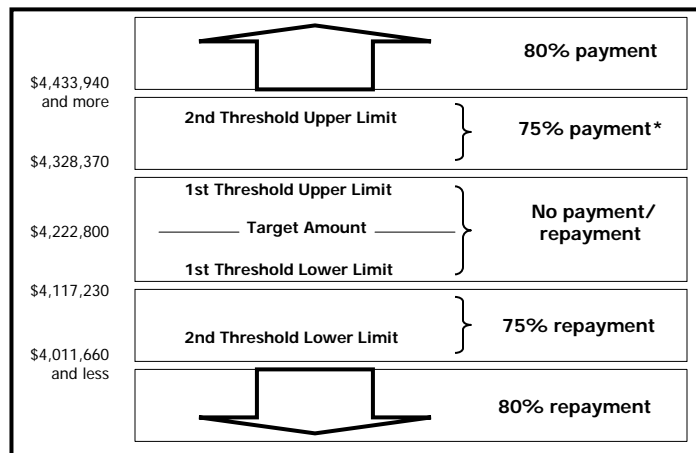 80% payment
$4,433,940
and more
2nd Threshold Upper Limit
75% payment*
$4,328,370
1st Threshold Upper Limit
No payment/
repayment
$4,222,800
Target Amount
1st Threshold Lower Limit
$4,117,230
75% repayment
2nd Threshold Lower Limit
$4,011,660
and less
80% repayment